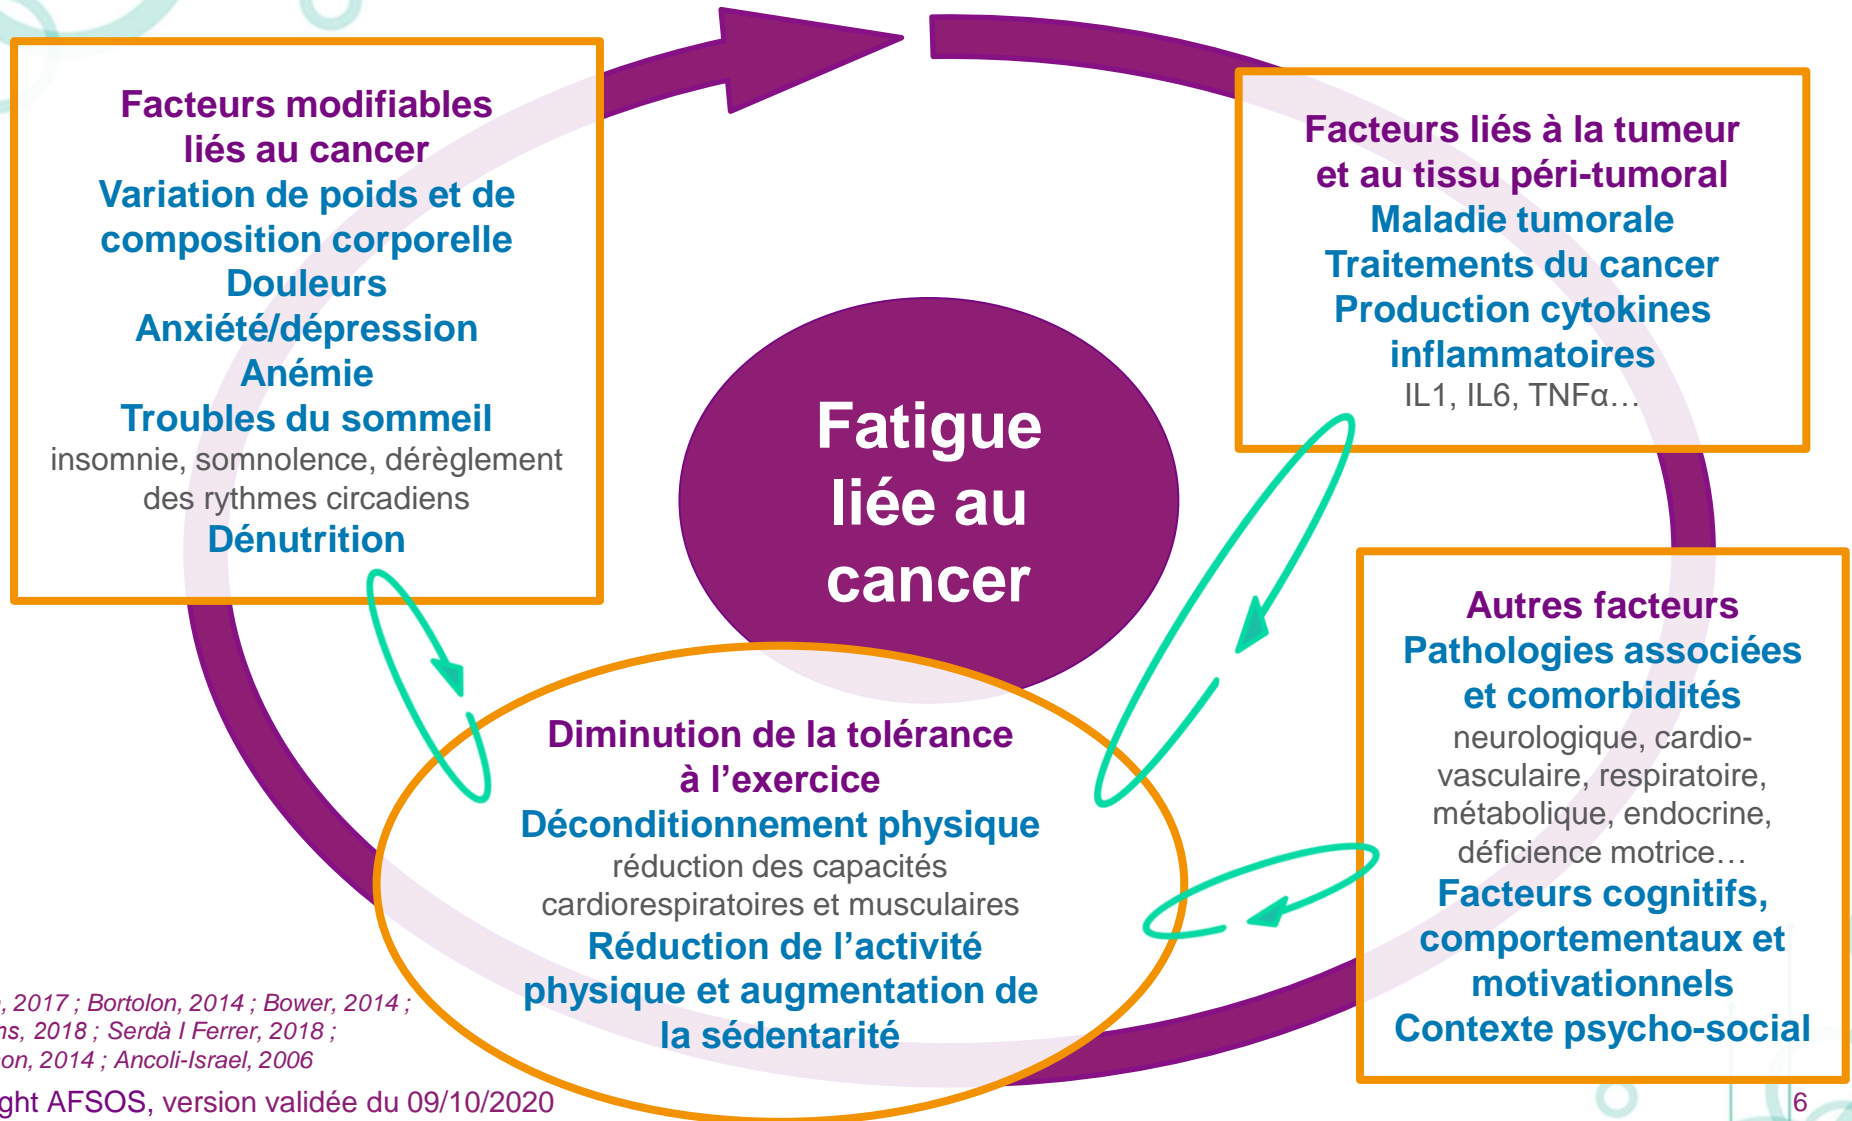 Facteurs modifiables
liés au cancer
Variation de poids et de
composition corporelle
Douleurs
Anxiété/dépression
Anémie
Troubles du sommeil
insomnie, somnolence, dérèglement
des rythmes circadiens
Dénutrition
Facteurs liés à la tumeur
et au tissu péri-tumoral
Maladie tumorale
Traitements du cancer
Production cytokines
inflammatoires
IL1, IL6, TNFα…
Fatigue
liée au
cancer
Autres facteurs
Pathologies associées
et comorbidités
neurologique, cardio-
vasculaire, respiratoire,
métabolique, endocrine,
déficience motrice…
Facteurs cognitifs,
comportementaux et
motivationnels
Contexte psycho-social
Diminution de la tolérance
à l’exercice
Déconditionnement physique
réduction des capacités
cardiorespiratoires et musculaires
Réduction de l’activité
physique et augmentation de
la sédentarité
, 2017 ; Bortolon, 2014 ; Bower, 2014 ;
ns, 2018 ; Serdà I Ferrer, 2018 ;
on, 2014 ; Ancoli-Israel, 2006
ght AFSOS, version validée du 09/10/2020
6